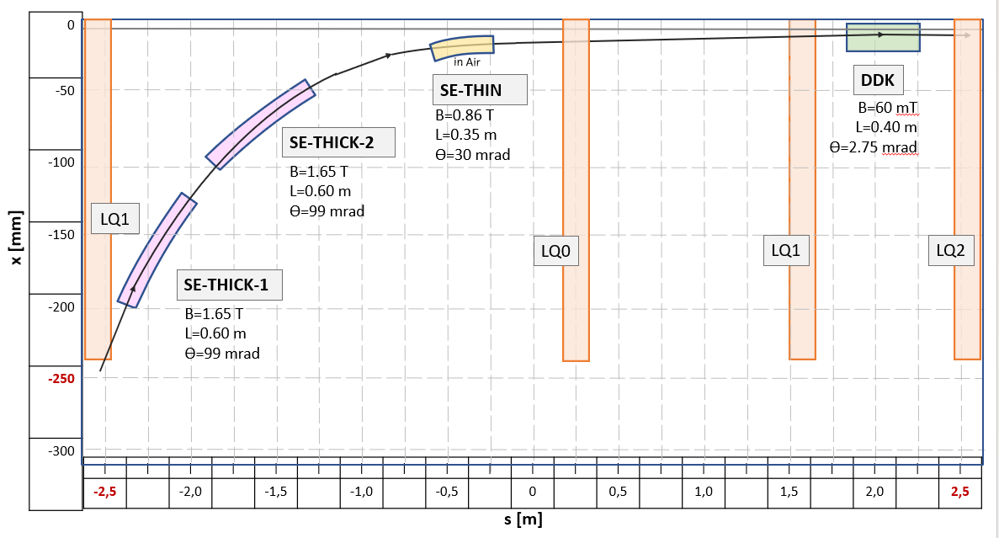 0
-50
-100
-150
-200
-250
-300
x [mm]
LQ1
SE-THICK-1
B=1.65 T
L=0.60 m
Ɵ=99 mrad
SE-THICK-2
B=1.65 T
L=0.60 m
Ɵ=99 mrad
in Air
SE-THIN
B=0.86 T
L=0.35 m
Ɵ=30 mrad
LQ0
LQ1
DDK
B=60 mT
L=0.40 m
Ɵ=2.75 mrad
LQ2
-2,5 -2,0 -1,5 -1,0 -0,5 0 0,5 1,0 1,5 2,0 2,5
s [m]